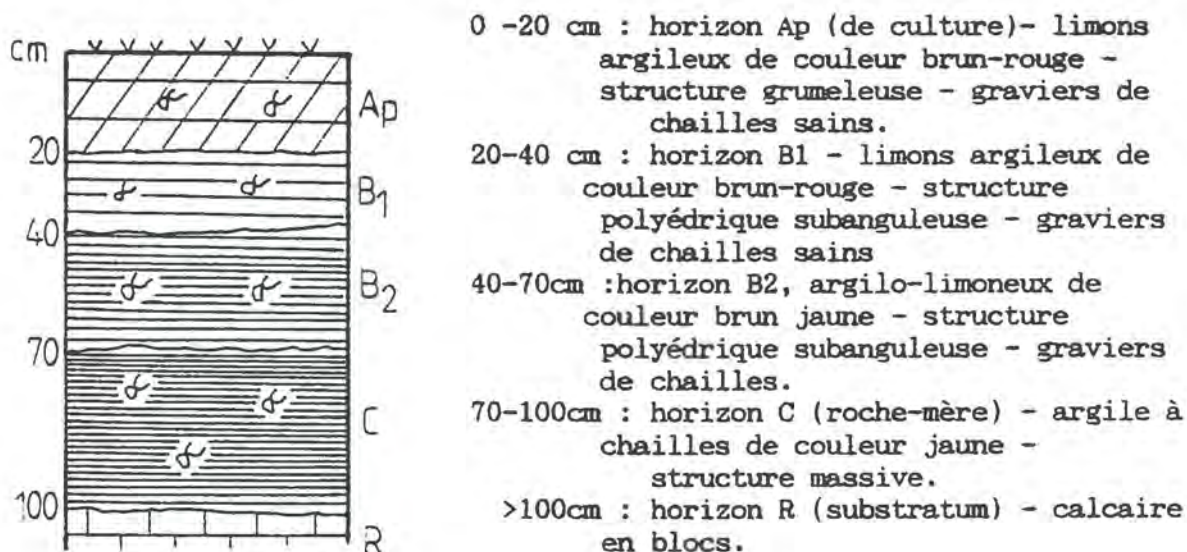 cm
Ap
20
B1
40
B2
70
C
100
R
0 -20 cm : horizon Ap (de culture)- limons
argileux de couleur brun-rouge -
structure grumeleuse - graviers de
chailles sains.
20-40 cm : horizon B1 - limons argileux de
couleur brun-rouge - structure
polyédrique subanguleuse - graviers
de chailles sains
40-70cm :horizon B2, argilo-limoneux de
couleur brun jaune - structure
polyédrique subanguleuse - graviers
de chailles.
70-100cm : horizon C (roche-mère) - argile à
chailles de couleur jaune -
structure massive.
>100cm : horizon R (substratum) - calcaire
en blocs.